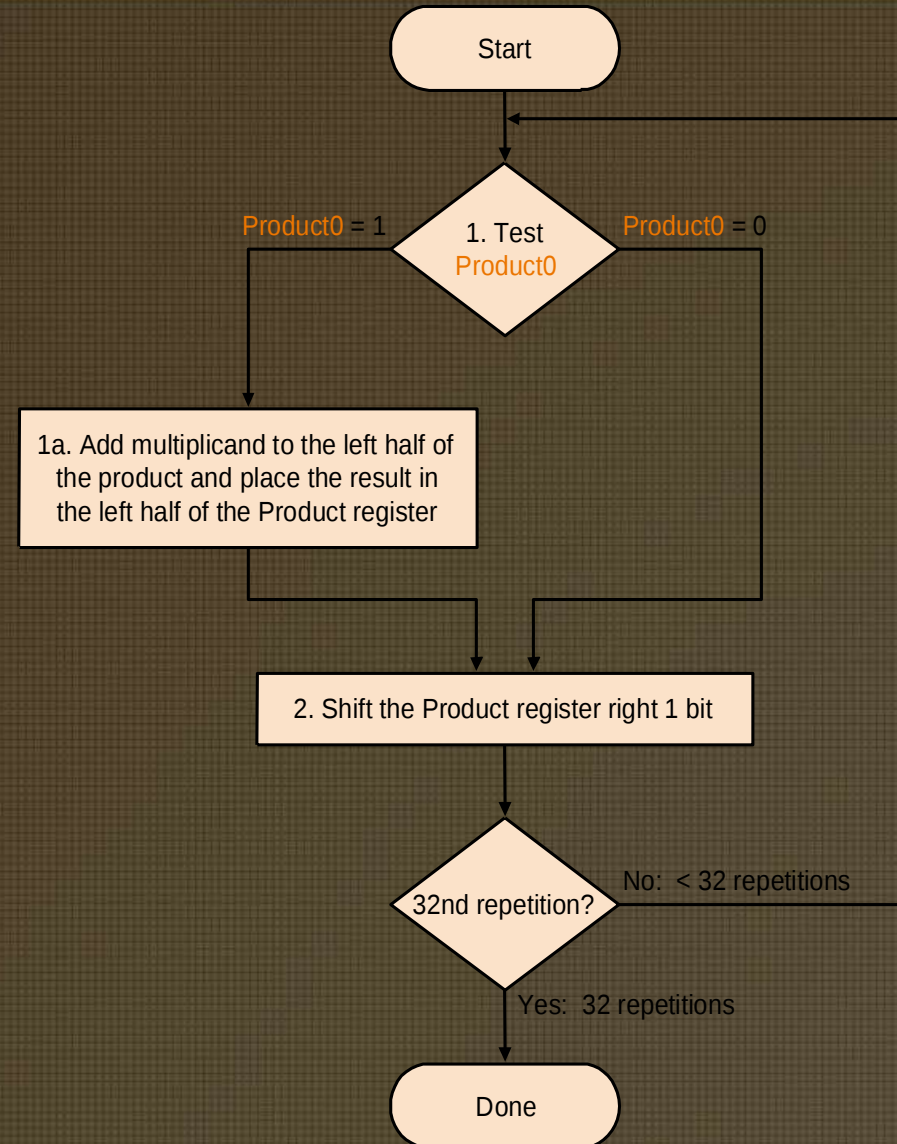 Start
Product0 = 1
1. Test
Product0
Product0 = 0
1a. Add multiplicand to the left half of
the product and place the result in
the left half of the Product register
2. Shift the Product register right 1 bit
32nd repetition?
No:  < 32 repetitions
Yes:  32 repetitions
Done